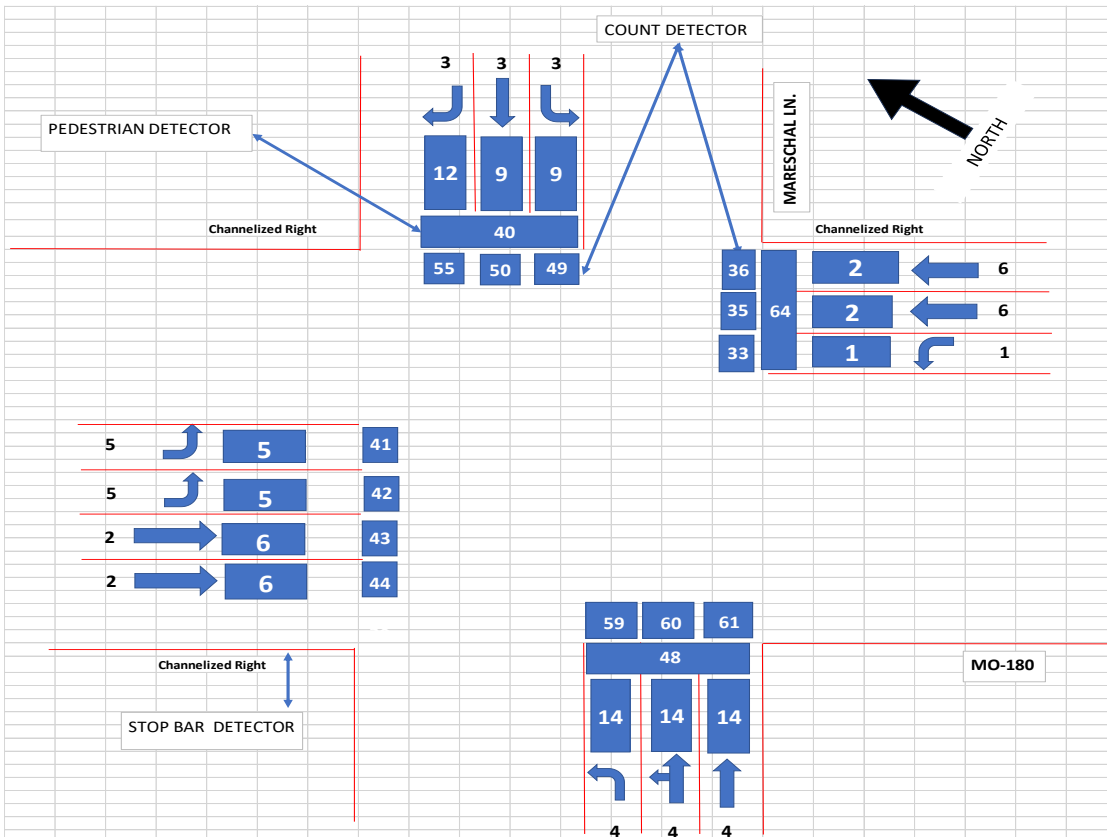 COUNT DETECTOR
3 3 3
PEDESTRIAN DETECTOR
MARESCHAL LN.
NORTH
12 9 9
Channelized Right
40
Channelized Right
55 50 49
36 2 6
64
35 2 6
33 1 1
5 5 41
5 5 42
2 6 43
2 6 44
59 60 61
48
Channelized Right
MO-180
STOP BAR DETECTOR
14 14 14
4 4 4